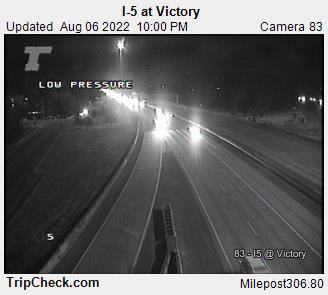 I-5 at Victory
Updated Aug 06 2022 10:00 PM Camera 83
T
LOW PRESSURE
S
83 - I5 @ Victory
TripCheck.com Milepost306.80